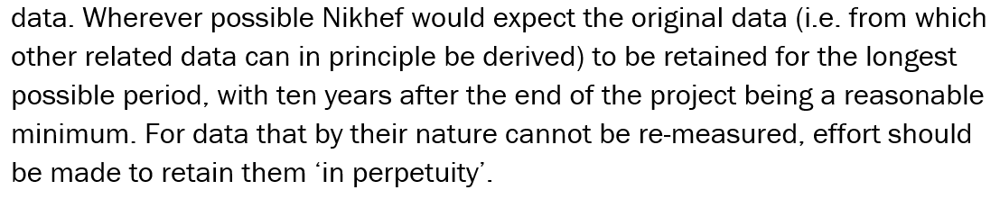 data. Wherever possible Nikhef would expect the original data (i.e. from which
other related data can in principle be derived) to be retained for the longest
possible period, with ten years after the end of the project being a reasonable
minimum. For data that by their nature cannot be re-measured, effort should
be made to retain them ‘in perpetuity’.